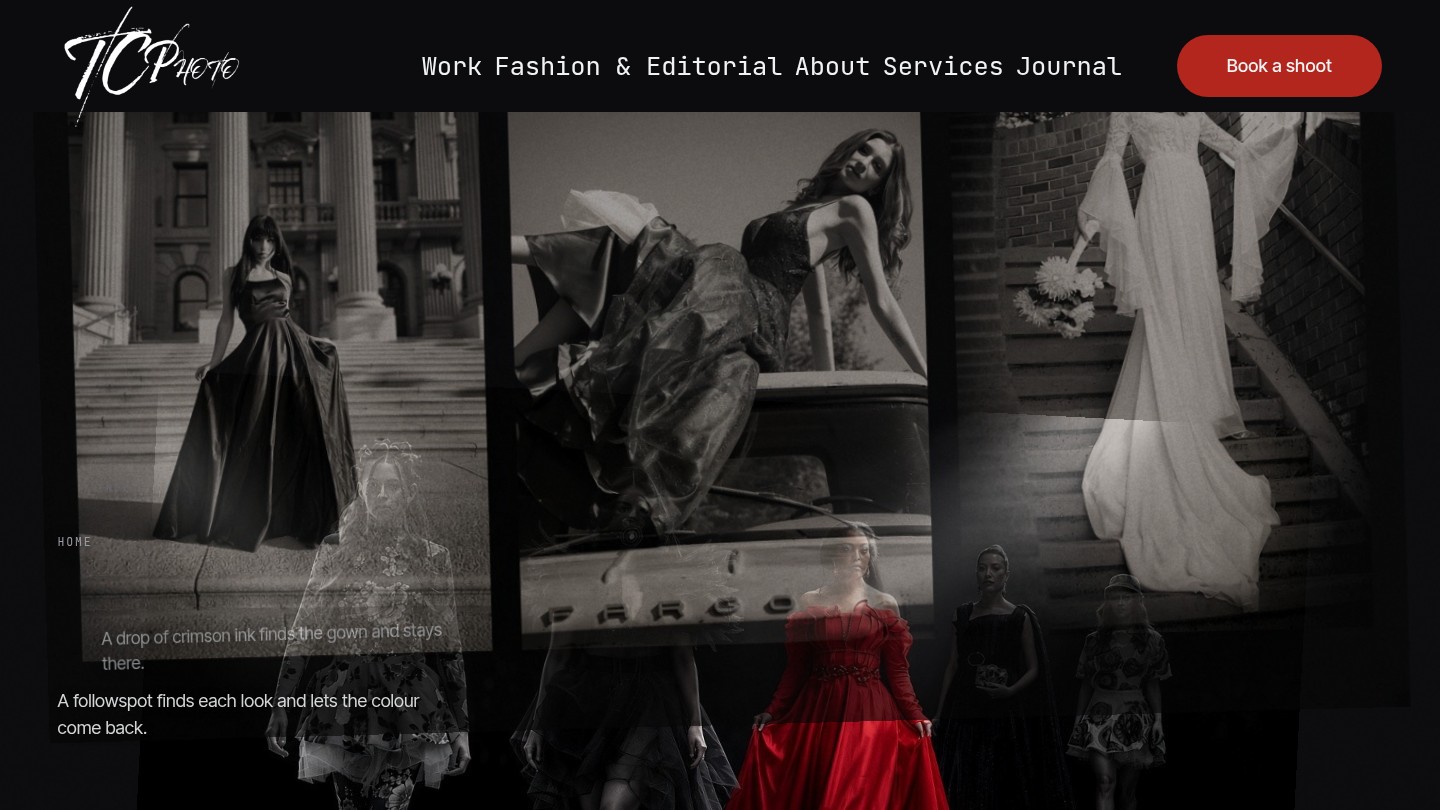 TCPHOTO
Work Fashion & Editorial About Services Journal
Book a shoot
FARGO
HOME
A drop of crimson ink finds the gown and stays
there.
A followspot finds each look and lets the colour
come back.